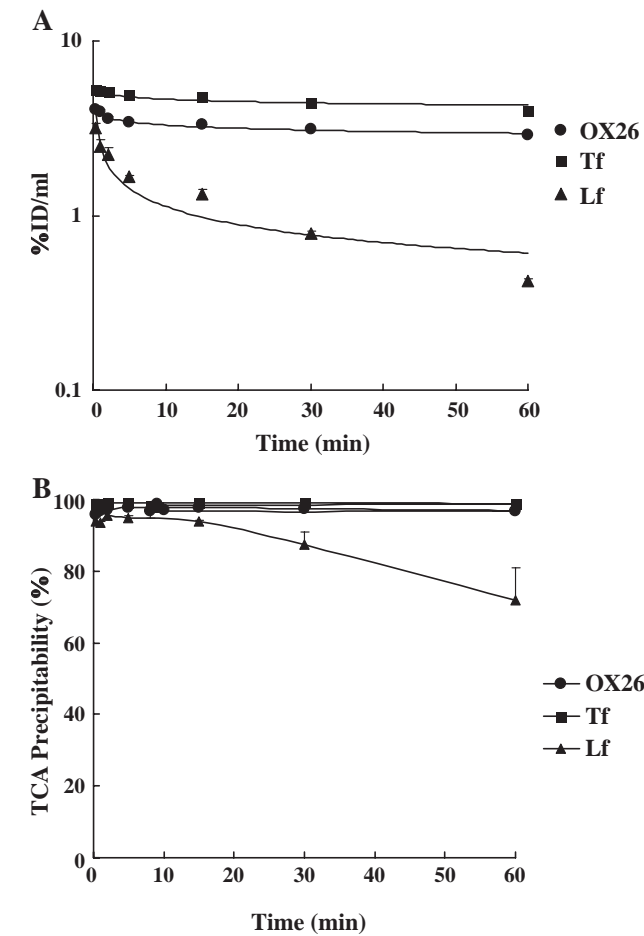 A
10
1
0.1
%ID/ml
0 10 20 30 40 50 60
Time (min)
OX26
Tf
Lf
B
100
80
60
40
20
0
TCA Precipitability (%)
0 10 20 30 40 50 60
Time (min)
OX26
Tf
Lf